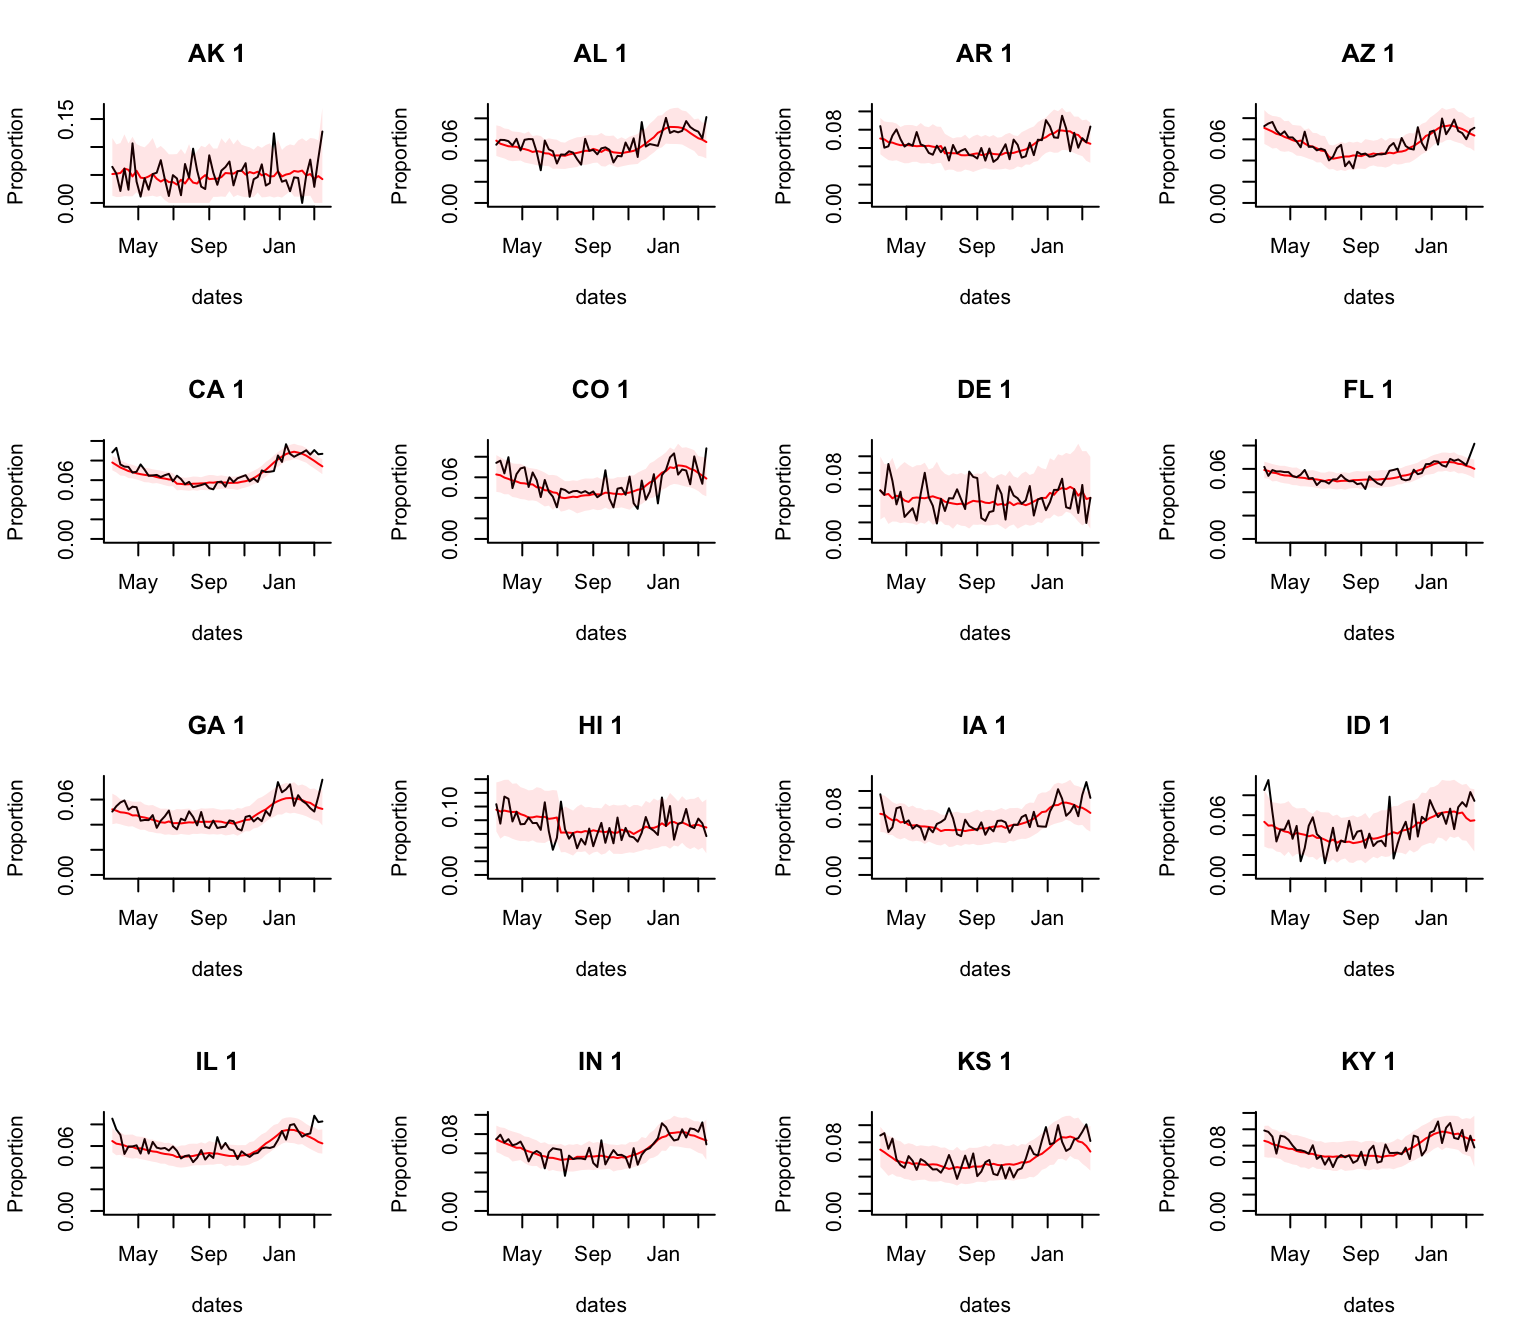 AK 1
AL 1
AR 1
AZ 1
Proportion
0.00 0.15
Proportion
0.00 0.06
Proportion
0.00 0.08
Proportion
0.00 0.06
May Sep Jan
May Sep Jan
May Sep Jan
May Sep Jan
dates
dates
dates
dates
CA 1
CO 1
DE 1
FL 1
Proportion
0.00 0.06
Proportion
0.00 0.06
Proportion
0.00 0.08
Proportion
0.00 0.06
May Sep Jan
May Sep Jan
May Sep Jan
May Sep Jan
dates
dates
dates
dates
GA 1
HI 1
IA 1
ID 1
Proportion
0.00 0.06
Proportion
0.00 0.10
Proportion
0.00 0.08
Proportion
0.00 0.06
May Sep Jan
May Sep Jan
May Sep Jan
May Sep Jan
dates
dates
dates
dates
IL 1
IN 1
KS 1
KY 1
Proportion
0.00 0.06
Proportion
0.00 0.08
Proportion
0.00 0.08
Proportion
0.00 0.08
May Sep Jan
May Sep Jan
May Sep Jan
May Sep Jan
dates
dates
dates
dates